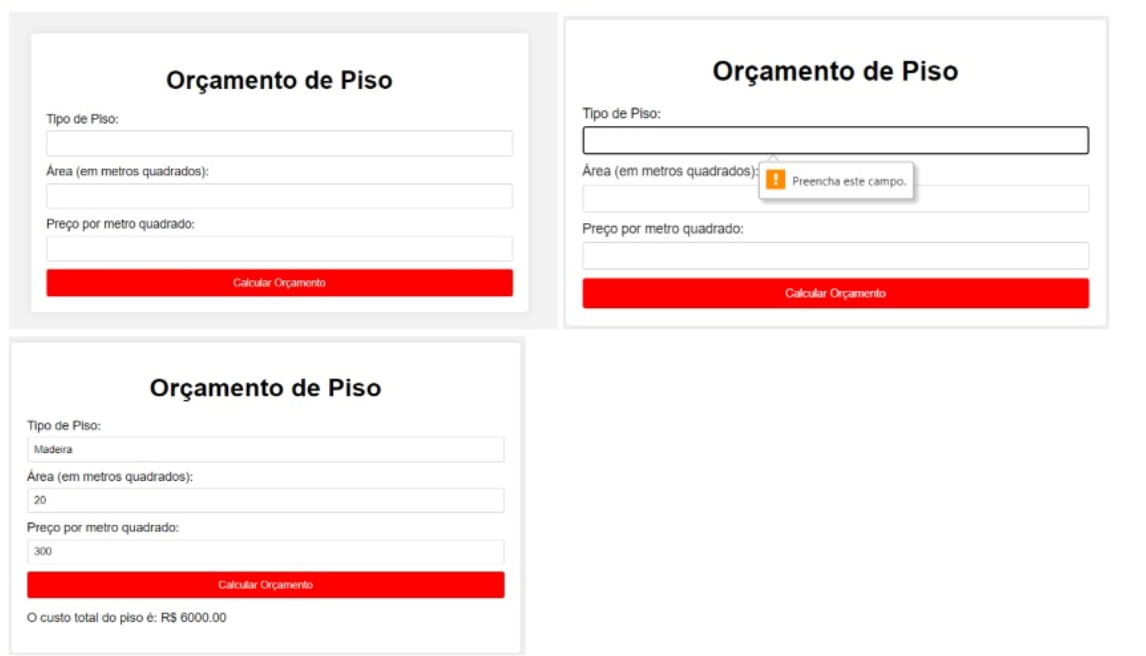 Orçamento de Piso
Tipo de Piso:
Área (em metros quadrados):
Preço por metro quadrado:
Calcular Orçamento
Orçamento de Piso
Tipo de Piso:
Área (em metros quadrados):
! Preencha este campo.
Preço por metro quadrado:
Calcular Orçamento
Orçamento de Piso
Tipo de Piso:
Madeira
Área (em metros quadrados):
20
Preço por metro quadrado:
300
Calcular Orçamento
O custo total do piso é: R$ 6000.00